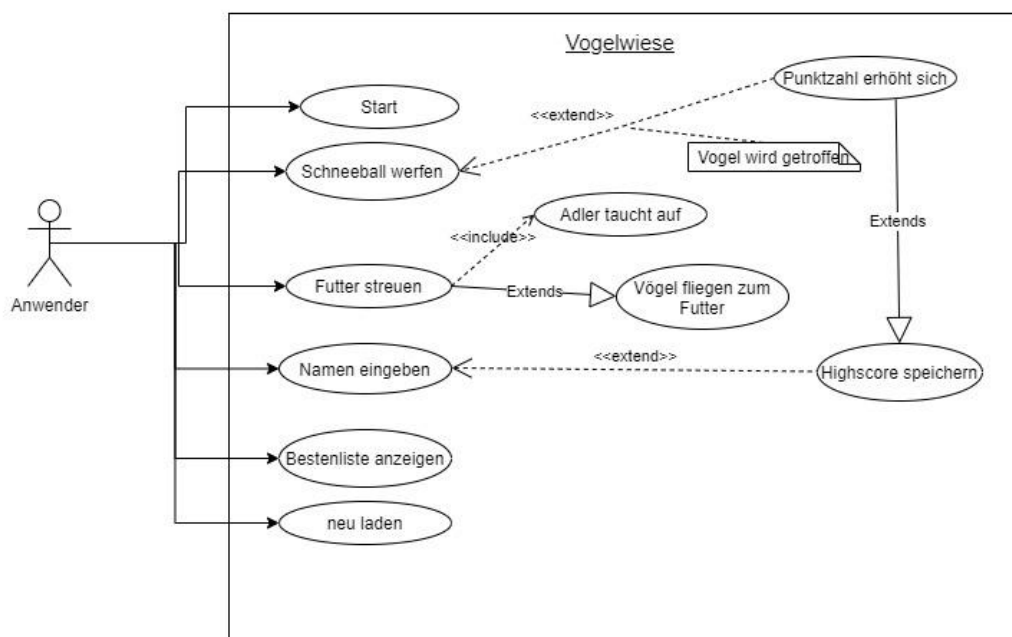 Vogelwiese
Punktzahl erhöht sich
Start
<<extend>>
Vogel wird getroffen
Schneeball werfen
Adler taucht auf
<<include>>
Extends
Anwender
Futter streuen
Extends
Vögel fliegen zum
Futter
<<extend>>
Namen eingeben
Highscore speichern
Bestenliste anzeigen
neu laden